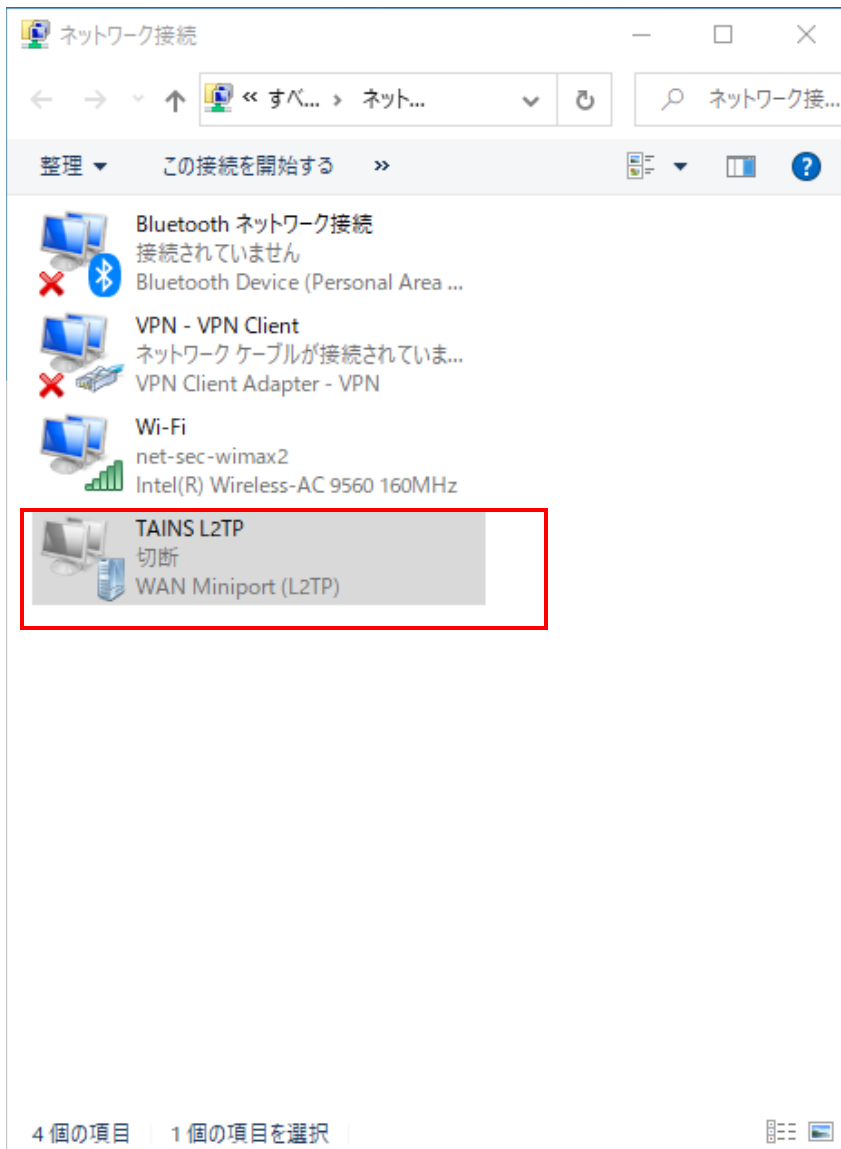 ネットワーク接続
« すべ... › ネット...
ネットワーク接...
整理
この接続を開始する
»
Bluetooth ネットワーク接続
接続されていません
Bluetooth Device (Personal Area ...
VPN - VPN Client
ネットワーク ケーブルが接続されていま...
VPN Client Adapter - VPN
Wi-Fi
net-sec-wimax2
Intel(R) Wireless-AC 9560 160MHz
TAINS L2TP
切断
WAN Miniport (L2TP)
4 個の項目
1 個の項目を選択